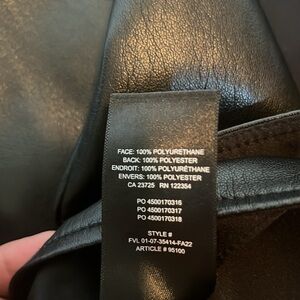 FACE: 100% POLYURETHANE
BACK: 100% POLYESTER
ENDROIT: 100% POLYURÉTHANE
ENVERS: 100% POLYESTER
CA 23725 RN 122354
PO 4500170316
PO 4500170317
PO 4500170318
STYLE #
FVL 01-07-35414-FA22
ARTICLE # 95100